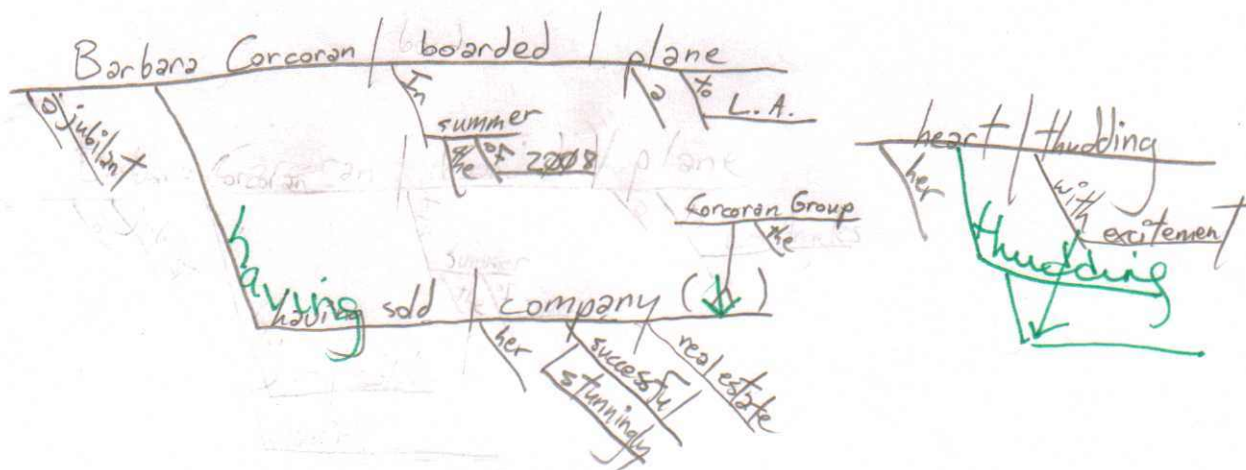 Barbara Corcoran boarded plane
a jubilant In a to L.A.
summer
the of 2008
Corcoran Group
the
having
having sold company ( )
her successful real estate
stunningly
heart thudding
her with excitement
thudding